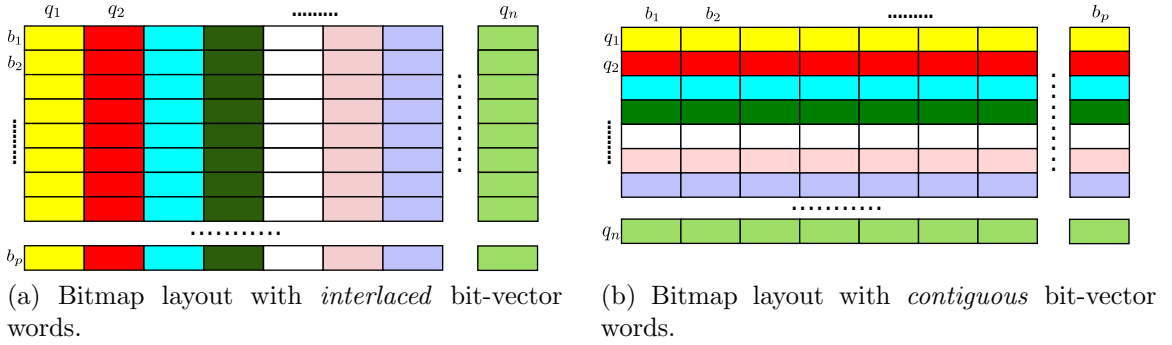 q1 q2 ......... qn
b1
b2
.........
...........
bp
(a) Bitmap layout with interlaced bit-vector
words.
b1 b2 ......... bp
q1
q2
.........
...........
qn
(b) Bitmap layout with contiguous bit-vector
words.